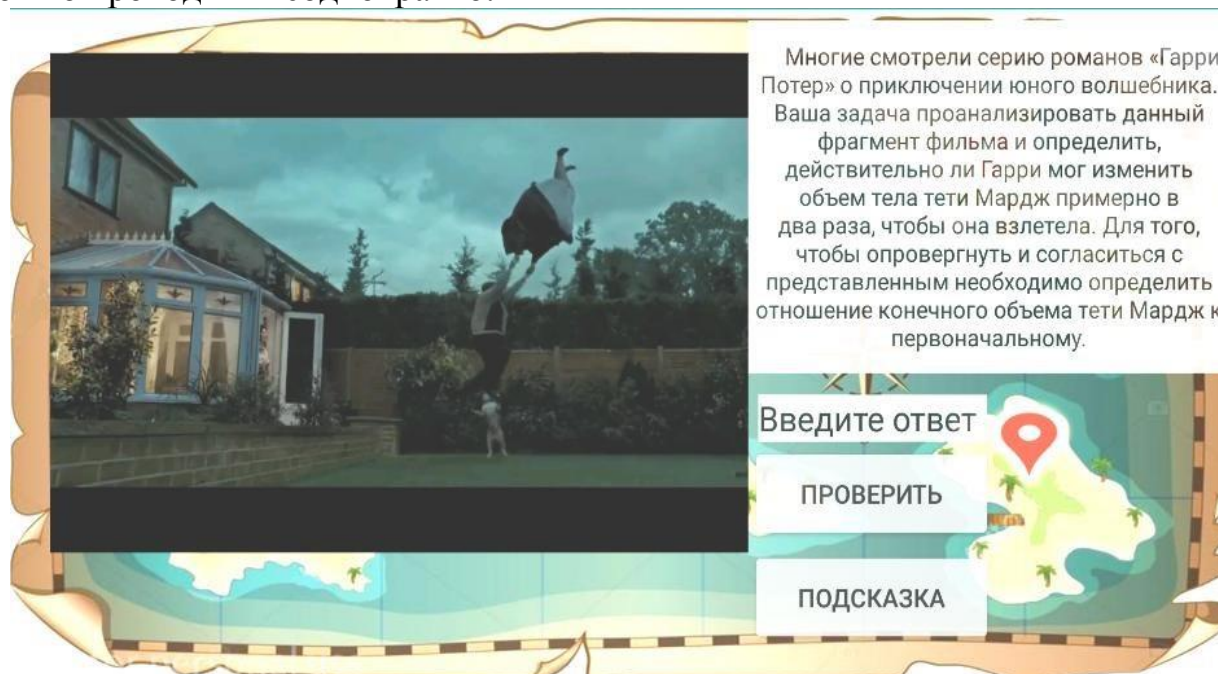 Многие смотрели серию романов «Гарри
Потер» о приключении юного волшебника.
Ваша задача проанализировать данный
фрагмент фильма и определить,
действительно ли Гарри мог изменить
объем тела тети Мардж примерно в
два раза, чтобы она взлетела. Для того,
чтобы опровергнуть и согласиться с
представленным необходимо определить
отношение конечного объема тети Мардж к
первоначальному.
Введите ответ
ПРОВЕРИТЬ
ПОДСКАЗКА